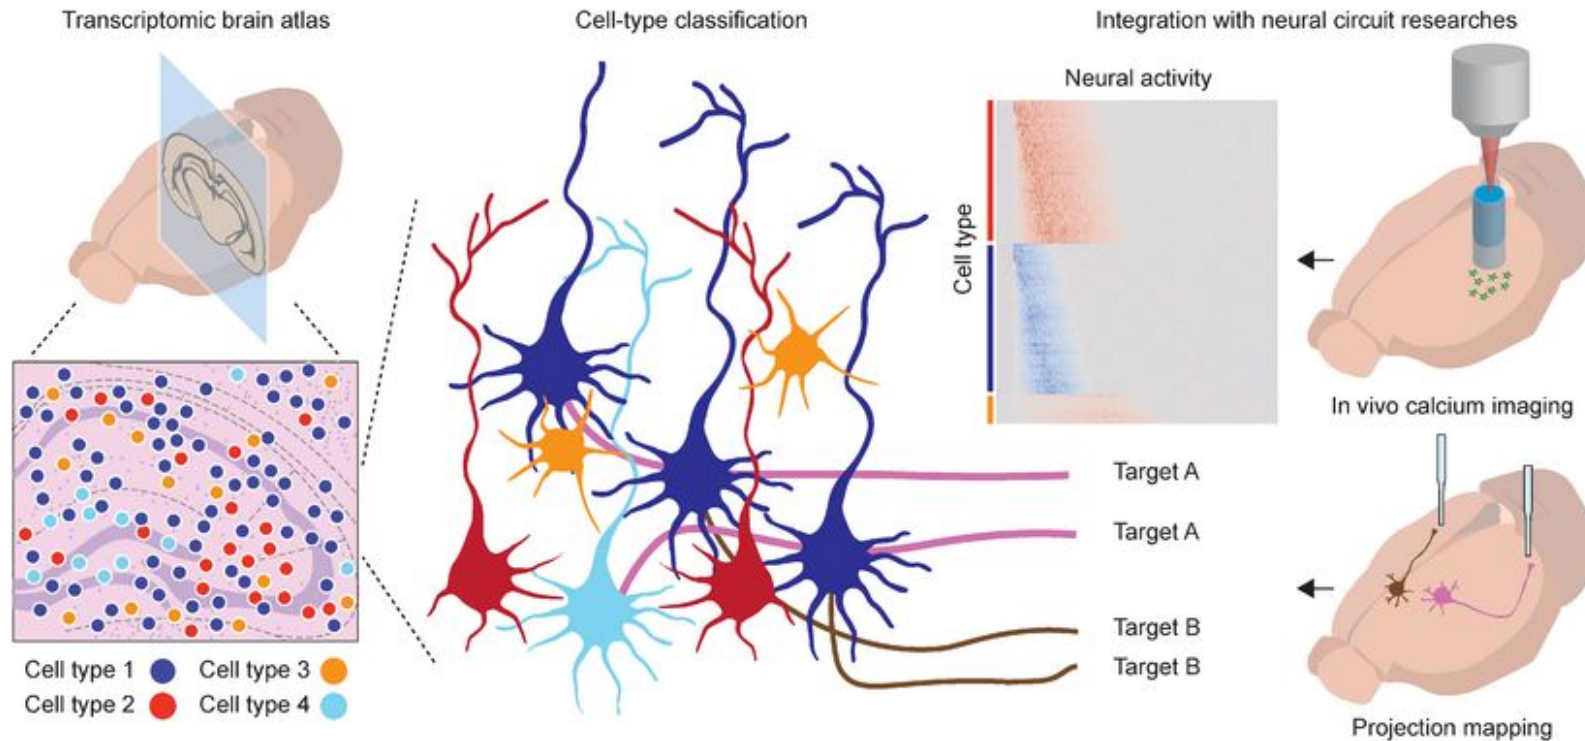 Transcriptomic brain atlas
Cell-type classification
Integration with neural circuit researches
Neural activity
Cell type
In vivo calcium imaging
Target A
Target A
Target B
Target B
Cell type 1
Cell type 3
Cell type 2
Cell type 4
Projection mapping